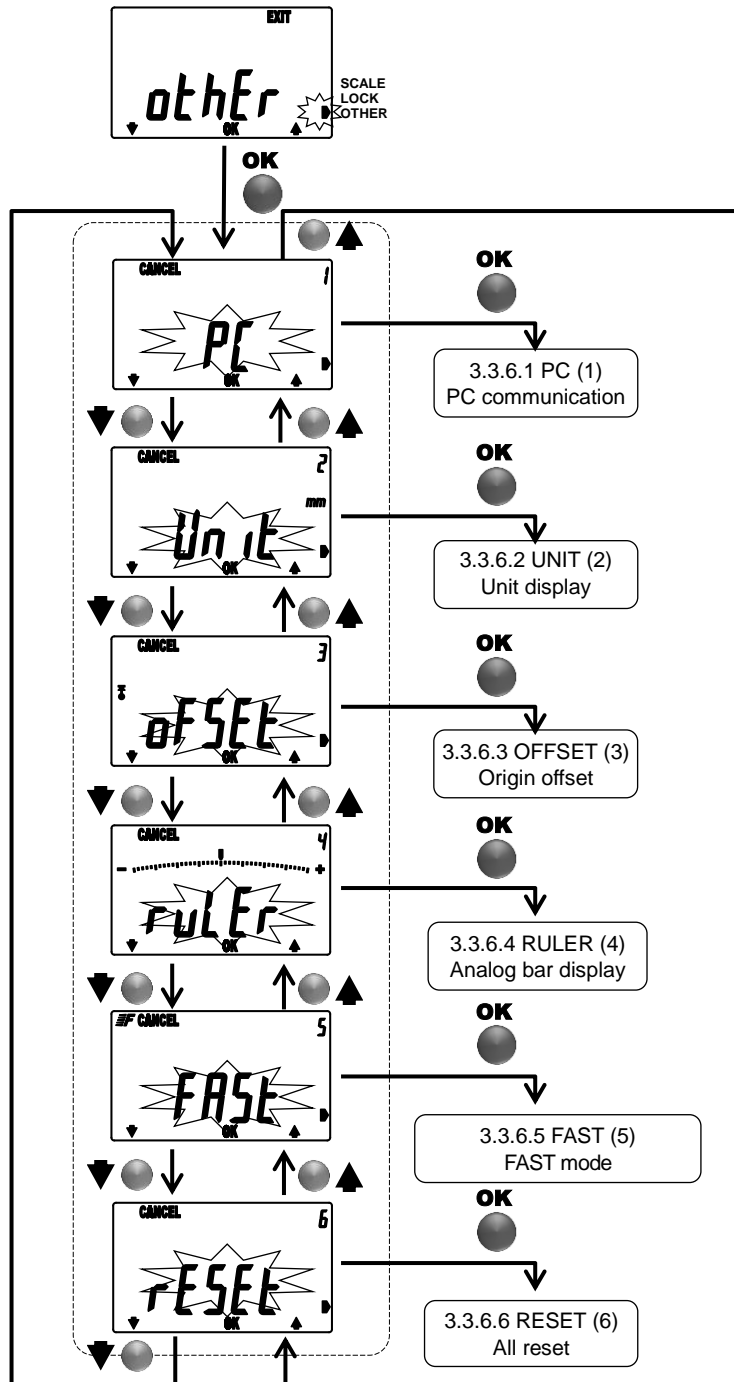 EXIT
othEr
SCALE
LOCK
OTHER
OK
OK
CANCEL 1
PC
OK
OK
3.3.6.1 PC (1)
PC communication
CANCEL 2
mm
Unit
OK
OK
3.3.6.2 UNIT (2)
Unit display
CANCEL 3
oFSEt
OK
OK
3.3.6.3 OFFSET (3)
Origin offset
CANCEL 4
- +
rulEr
OK
OK
3.3.6.4 RULER (4)
Analog bar display
F CANCEL 5
FASt
OK
OK
3.3.6.5 FAST (5)
FAST mode
CANCEL 6
rESEt
OK
OK
3.3.6.6 RESET (6)
All reset